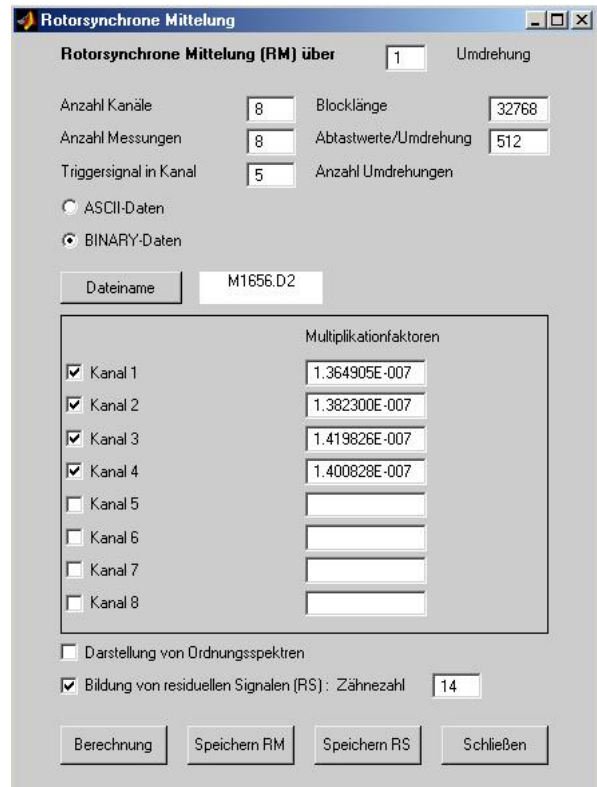 Rotorsynchrone Mittelung
Rotorsynchrone Mittelung (RM) über 1 Umdrehung
Anzahl Kanäle 8 Blocklänge 32768
Anzahl Messungen 8 Abtastwerte/Umdrehung 512
Triggersignal in Kanal 5 Anzahl Umdrehungen
ASCII-Daten
BINARY-Daten
Dateiname M1656.D2
Multiplikationfaktoren
Kanal 1 1.364905E-007
Kanal 2 1.382300E-007
Kanal 3 1.419826E-007
Kanal 4 1.400828E-007
Kanal 5
Kanal 6
Kanal 7
Kanal 8
Darstellung von Ordnungsspektren
Bildung von residuellen Signalen (RS) : Zähnezahl 14
Berechnung Speichern RM Speichern RS Schließen